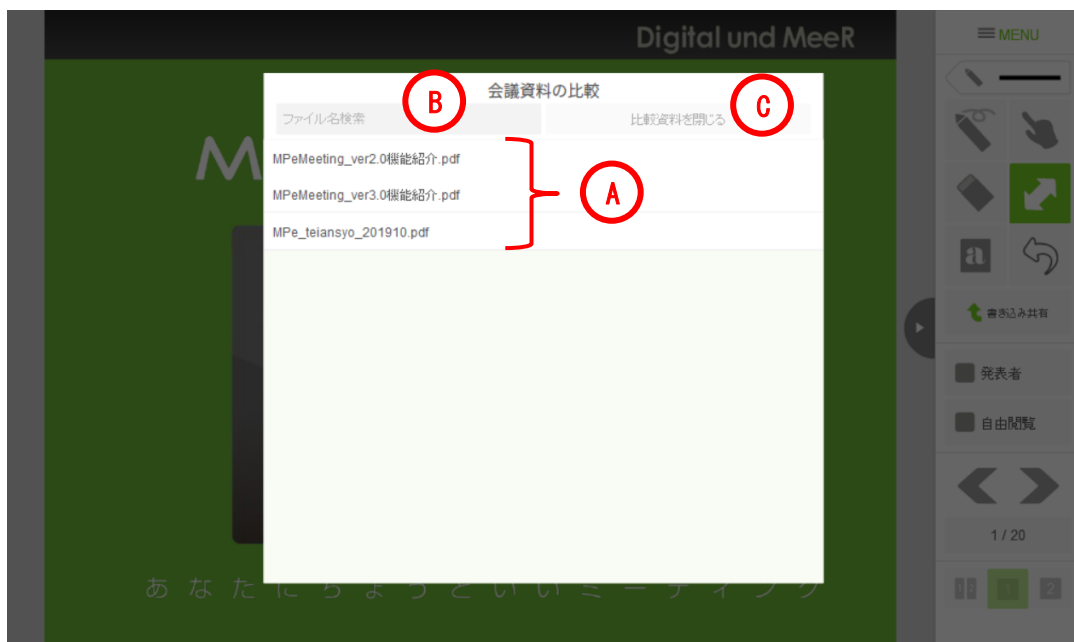 Digital und MeeR
MENU
会議資料の比較
B
C
ファイル名検索
比較資料を閉じる
M
MPeMeeting_ver2.0機能紹介.pdf
MPeMeeting_ver3.0機能紹介.pdf
A
MPe_teiansyo_201910.pdf
a
書き込み共有
発表者
自由閲覧
1 / 20
あなたにちょうどいいミーティング
1 2
1
2